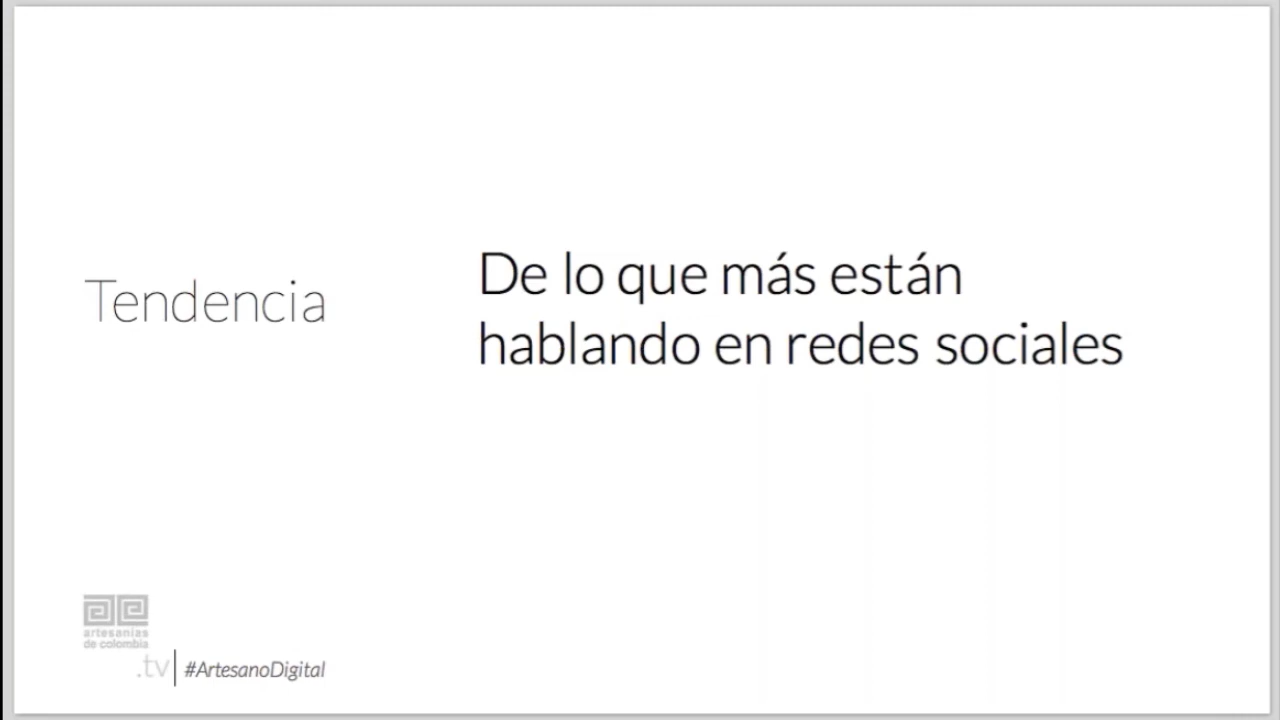 Tendencia
De lo que más están
hablando en redes sociales
artesanías
de colombia
.tv
#ArtesanoDigital